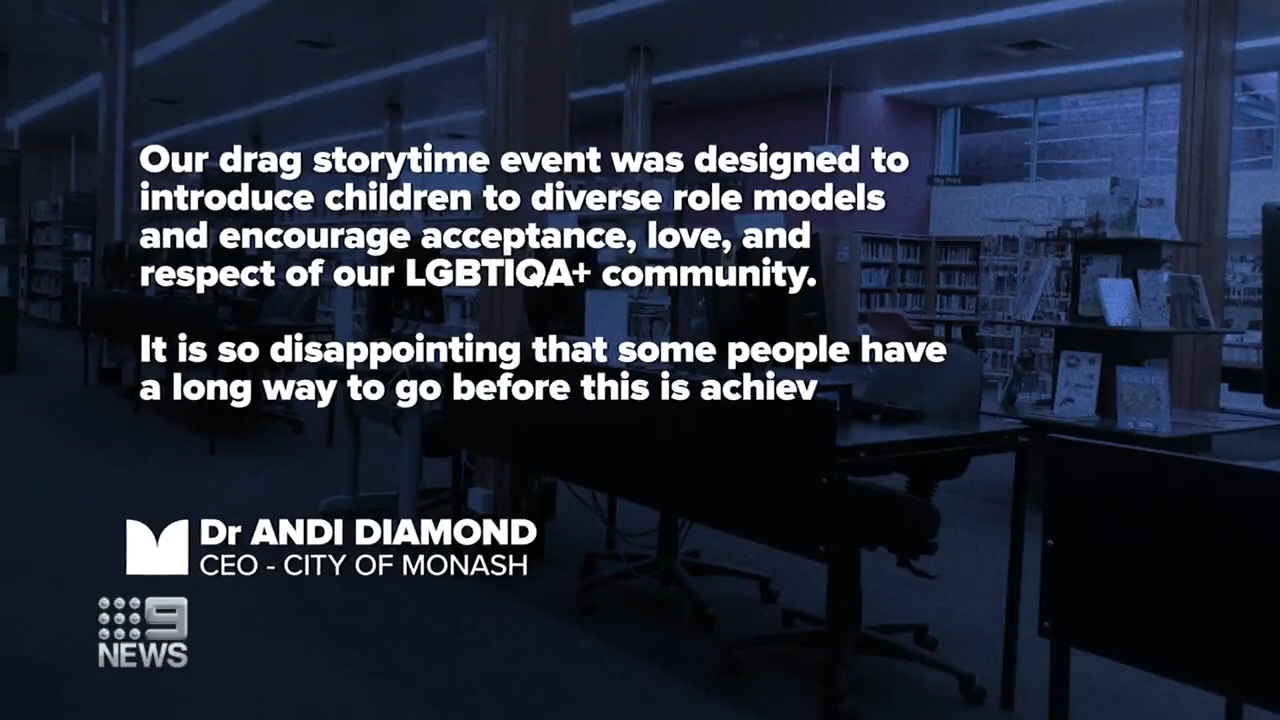 Our drag storytime event was designed to
introduce children to diverse role models
and encourage acceptance, love, and
respect of our LGBTIQA+ community.
It is so disappointing that some people have
a long way to go before this is achiev
Dr ANDI DIAMOND
CEO - CITY OF MONASH
9
NEWS